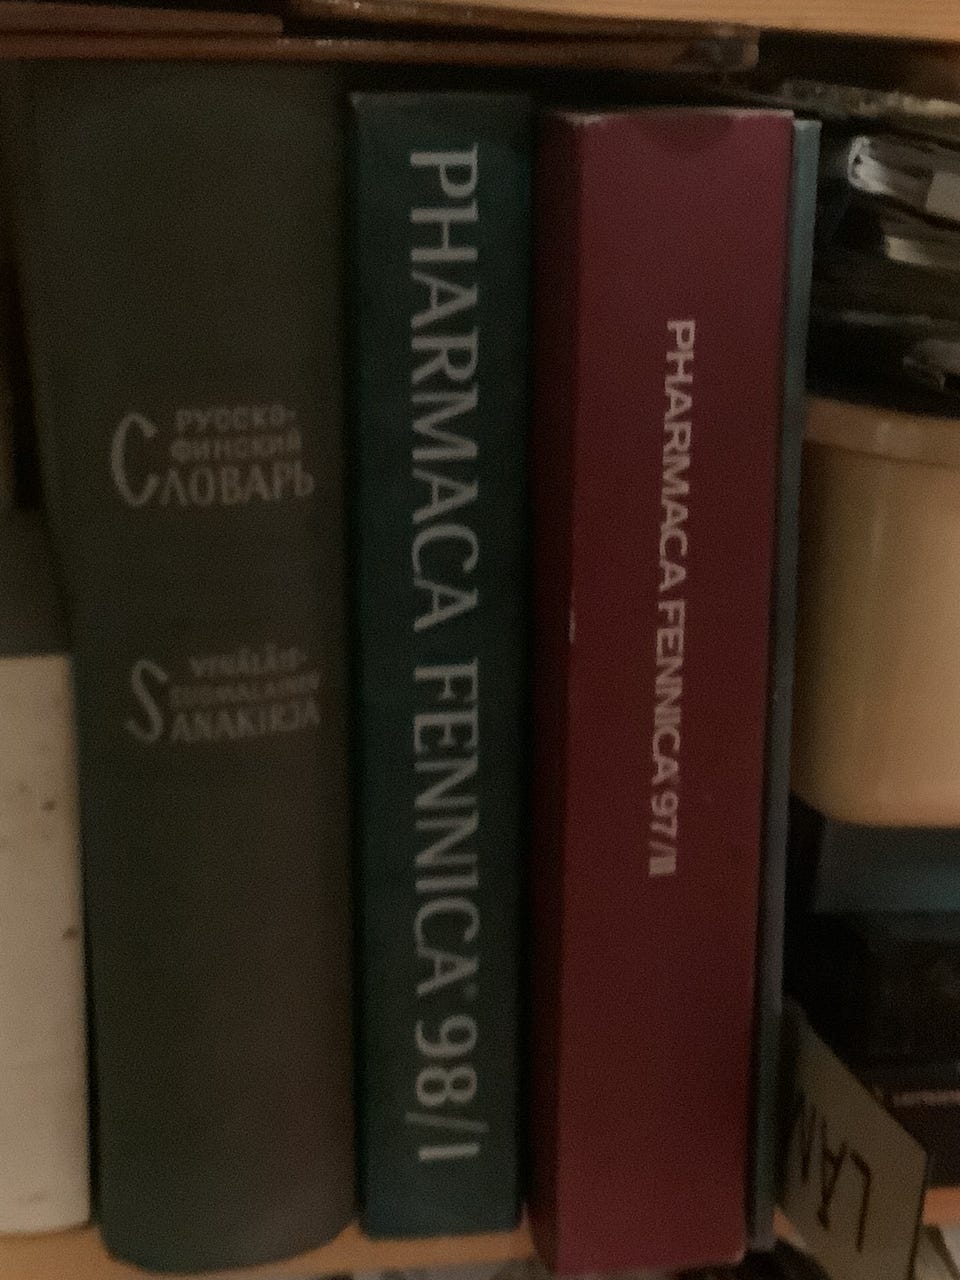 РУССКО-
ФИНСКИЙ
СЛОВАРЬ
VENÄLÄIS-
SUOMALAINEN
SANAKIRJA
PHARMACA FENNICA® 98/I
PHARMACA FENNICA® 97/II